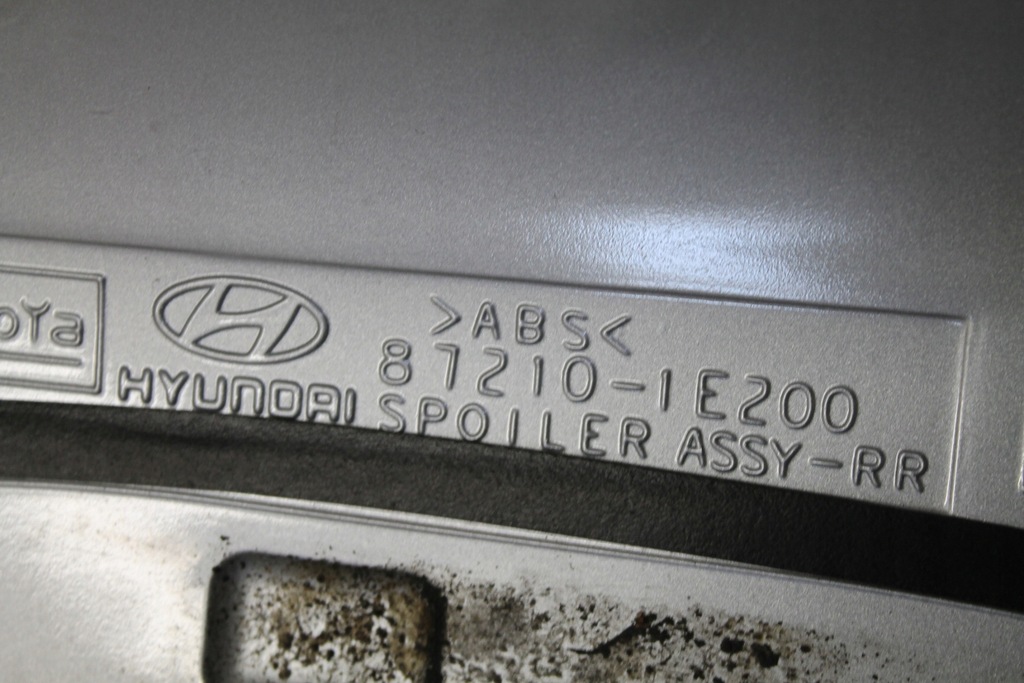 >ABS<
87210-1E200
HYUNDAI SPOILER ASSY-RR